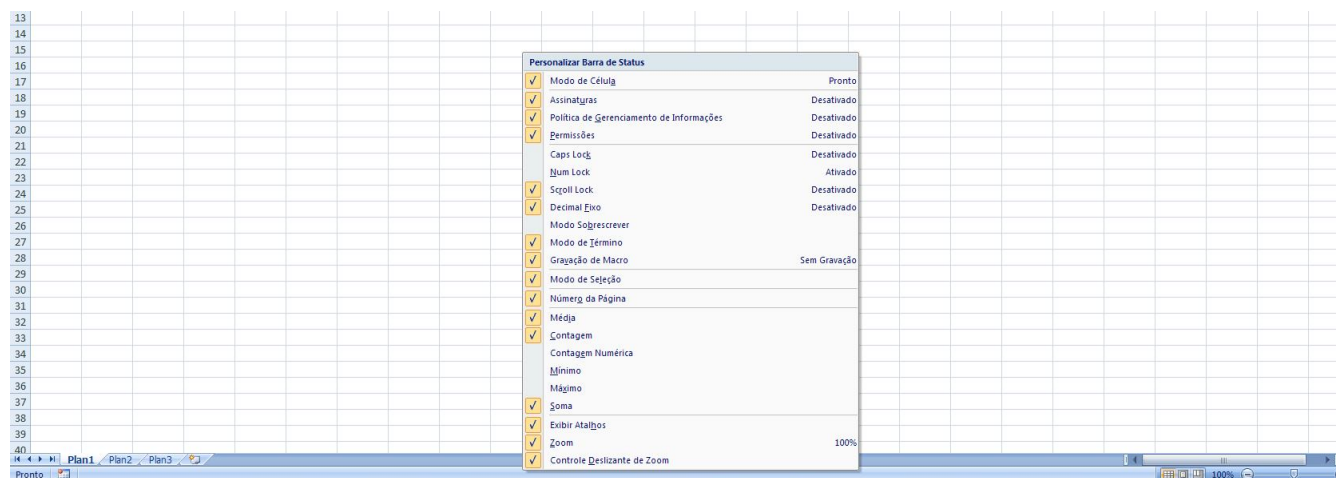 13
14
15
16
17
18
19
20
21
22
23
24
25
26
27
28
29
30
31
32
33
34
35
36
37
38
39
40
Personalizar Barra de Status
Modo de Célula Pronto
Assinaturas Desativado
Política de Gerenciamento de Informações Desativado
Permissões Desativado
Caps Lock Desativado
Num Lock Ativado
Scroll Lock Desativado
Decimal Fixo Desativado
Modo Sobrescrever
Modo de Término
Gravação de Macro Sem Gravação
Modo de Seleção
Número da Página
Média
Contagem
Contagem Numérica
Mínimo
Máximo
Soma
Exibir Atalhos
Zoom 100%
Controle Deslizante de Zoom
Plan1 Plan2 Plan3
Pronto 100%